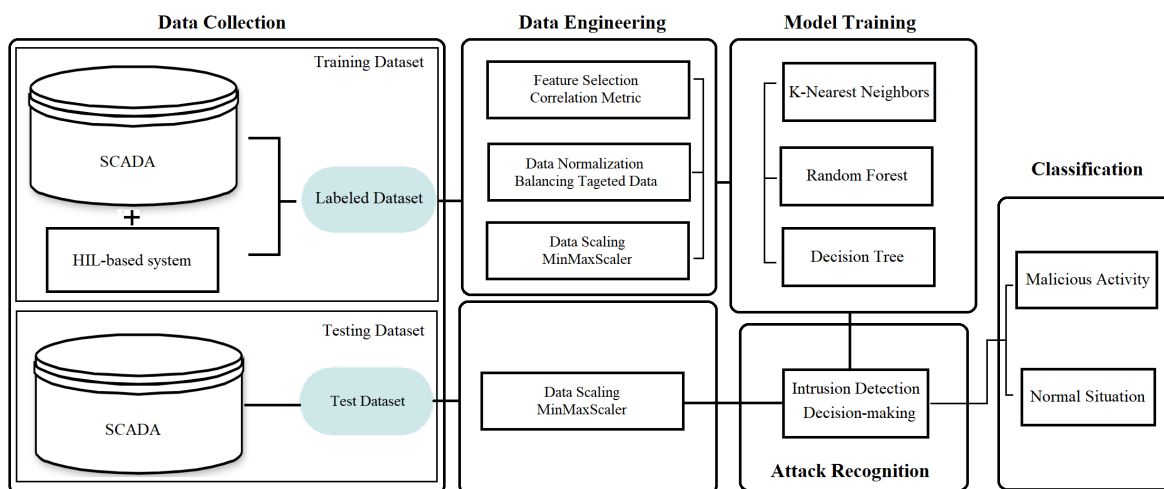 Data Collection
Training Dataset
SCADA
+
HIL-based system
Labeled Dataset
Testing Dataset
SCADA
Test Dataset
Data Engineering
Feature Selection
Correlation Metric
Data Normalization
Balancing Tageted Data
Data Scaling
MinMaxScaler
Data Scaling
MinMaxScaler
Model Training
K-Nearest Neighbors
Random Forest
Decision Tree
Intrusion Detection
Decision-making
Attack Recognition
Classification
Malicious Activity
Normal Situation